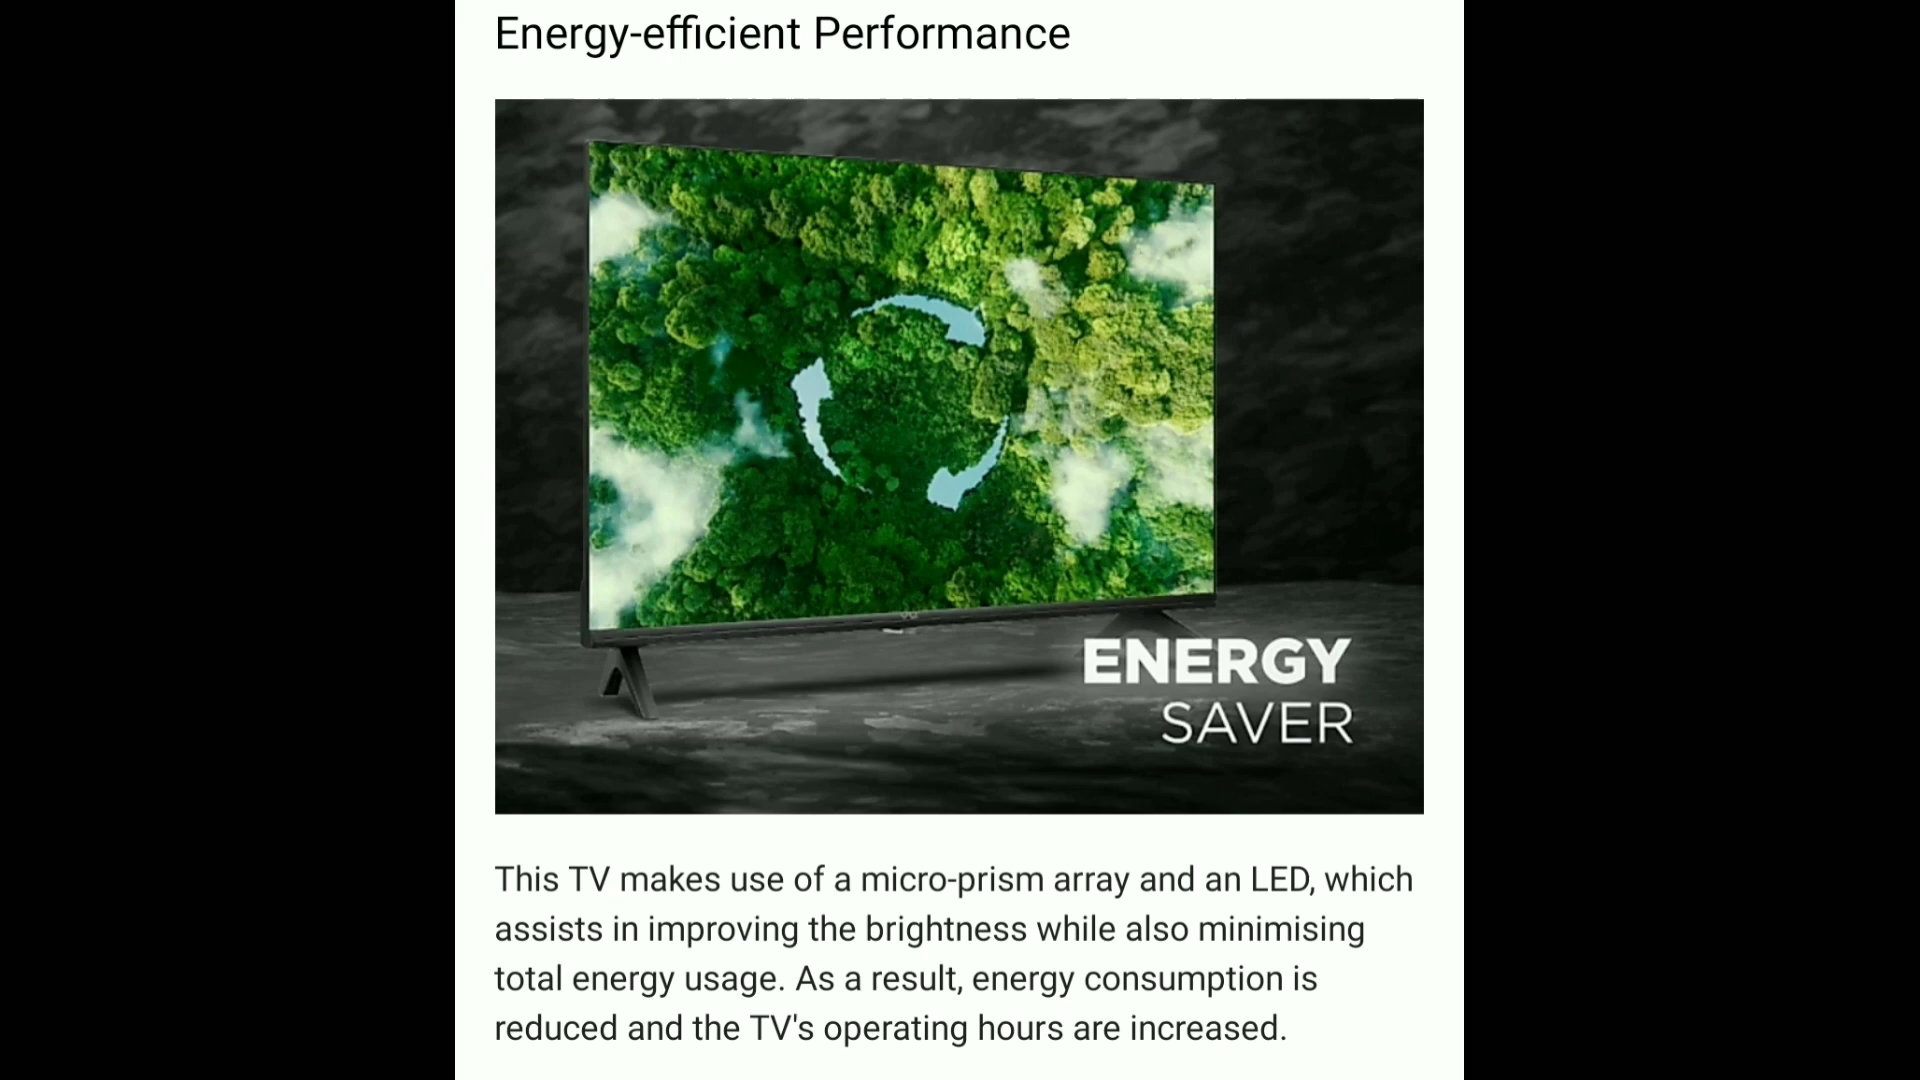 Energy-efficient Performance
ENERGY
SAVER
This TV makes use of a micro-prism array and an LED, which
assists in improving the brightness while also minimising
total energy usage. As a result, energy consumption is
reduced and the TV's operating hours are increased.